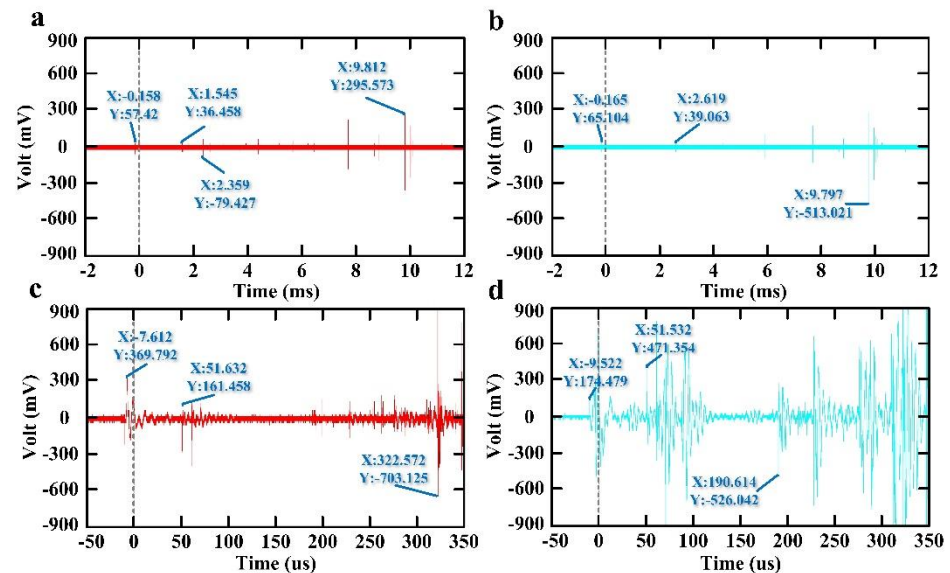 a
900
600
300
0
-300
-600
-900
Volt (mV)
X:-0.158
Y:57.42
X:1.545
Y:36.458
X:2.359
Y:-79.427
X:9.812
Y:295.573
-2 0 2 4 6 8 10 12
Time (ms)
b
900
600
300
0
-300
-600
-900
Volt (mV)
X:-0.165
Y:65.104
X:2.619
Y:39.063
X:9.797
Y:-513.021
-2 0 2 4 6 8 10 12
Time (ms)
c
900
600
300
0
-300
-600
-900
Volt (mV)
X:-7.612
Y:369.792
X:51.632
Y:161.458
X:322.572
Y:-703.125
-50 0 50 100 150 200 250 300 350
Time (us)
d
900
600
300
0
-300
-600
-900
Volt (mV)
X:-9.522
Y:174.479
X:51.532
Y:471.354
X:190.614
Y:-526.042
-50 0 50 100 150 200 250 300 350
Time (us)